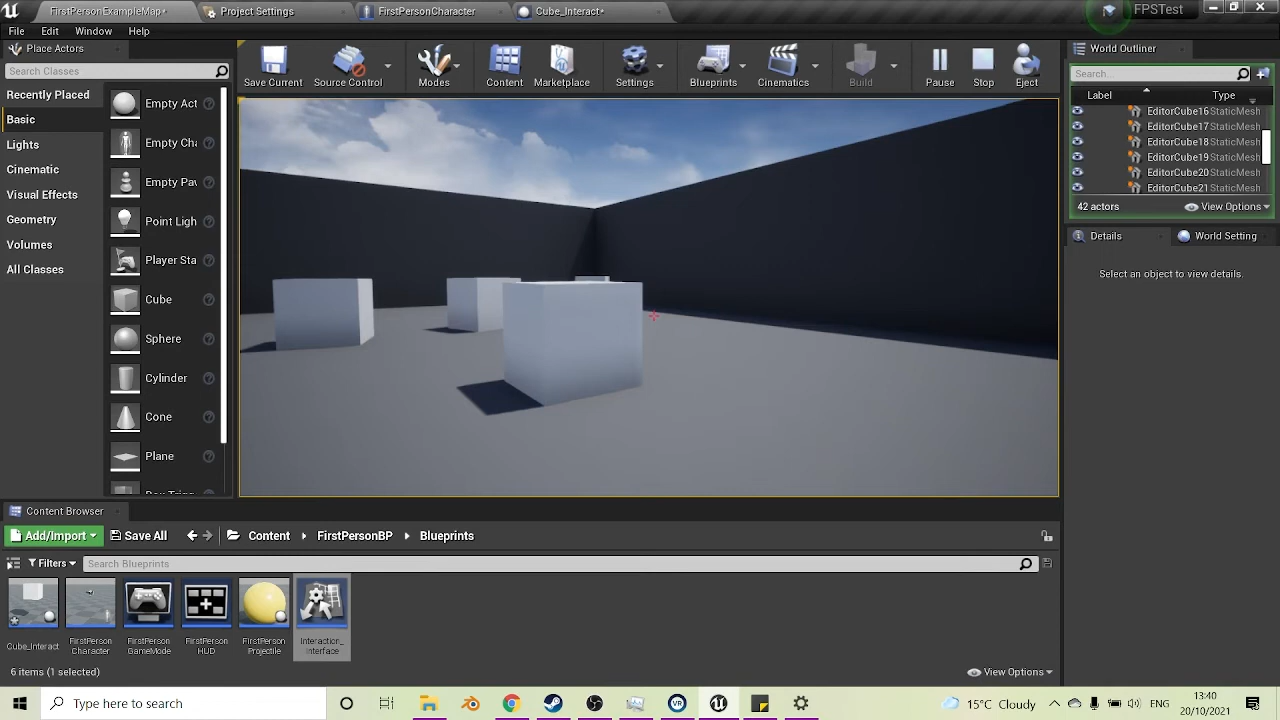 FirstPersonExampleMap•
Project Settings
FirstPersonCharacter
Cube_Interact•
FPSTest
File Edit Window Help
Place Actors
Search Classes
Recently Placed
Basic
Lights
Cinematic
Visual Effects
Geometry
Volumes
All Classes
Empty Act
Empty Cha
Empty Pav
Point Ligh
Player Sta
Cube
Sphere
Cylinder
Cone
Plane
Save Current
Source Control
Modes
Content
Marketplace
Settings
Blueprints
Cinematics
Build
Pause
Stop
Eject
World Outliner
Search...
Label Type
EditorCube16 StaticMesh
EditorCube17 StaticMesh
EditorCube18 StaticMesh
EditorCube19 StaticMesh
EditorCube20 StaticMesh
EditorCube21 StaticMesh
42 actors
View Options
Details
World Setting
Select an object to view details.
Content Browser
Add/Import
Save All
Content
FirstPersonBP
Blueprints
Filters
Search Blueprints
Cube_Interact
FirstPerson
Character
FirstPerson
GameMode
FirstPerson
HUD
FirstPerson
Projectile
Interaction_
Interface
6 items (1 selected)
View Options
Type here to search
15°C Cloudy
ENG
13:40
20/10/2021